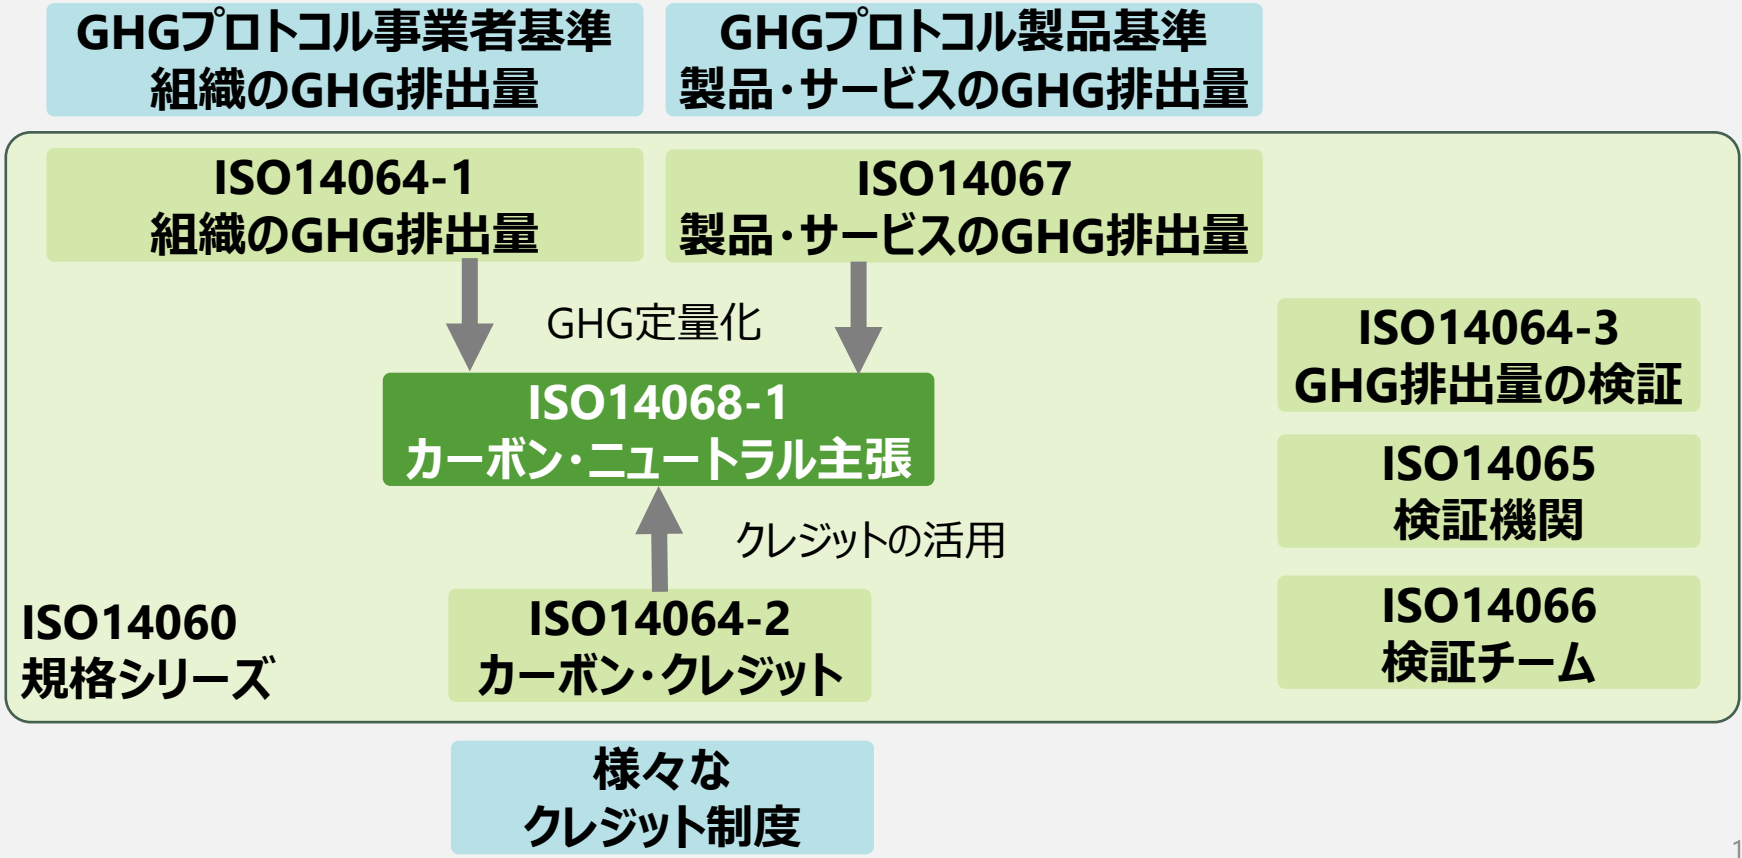 GHGプロトコル事業者基準
組織のGHG排出量
GHGプロトコル製品基準
製品・サービスのGHG排出量
ISO14064-1
組織のGHG排出量
ISO14067
製品・サービスのGHG排出量
GHG定量化
ISO14068-1
カーボン・ニュートラル主張
クレジットの活用
ISO14064-2
カーボン・クレジット
ISO14060
規格シリーズ
ISO14064-3
GHG排出量の検証
ISO14065
検証機関
ISO14066
検証チーム
様々な
クレジット制度
1